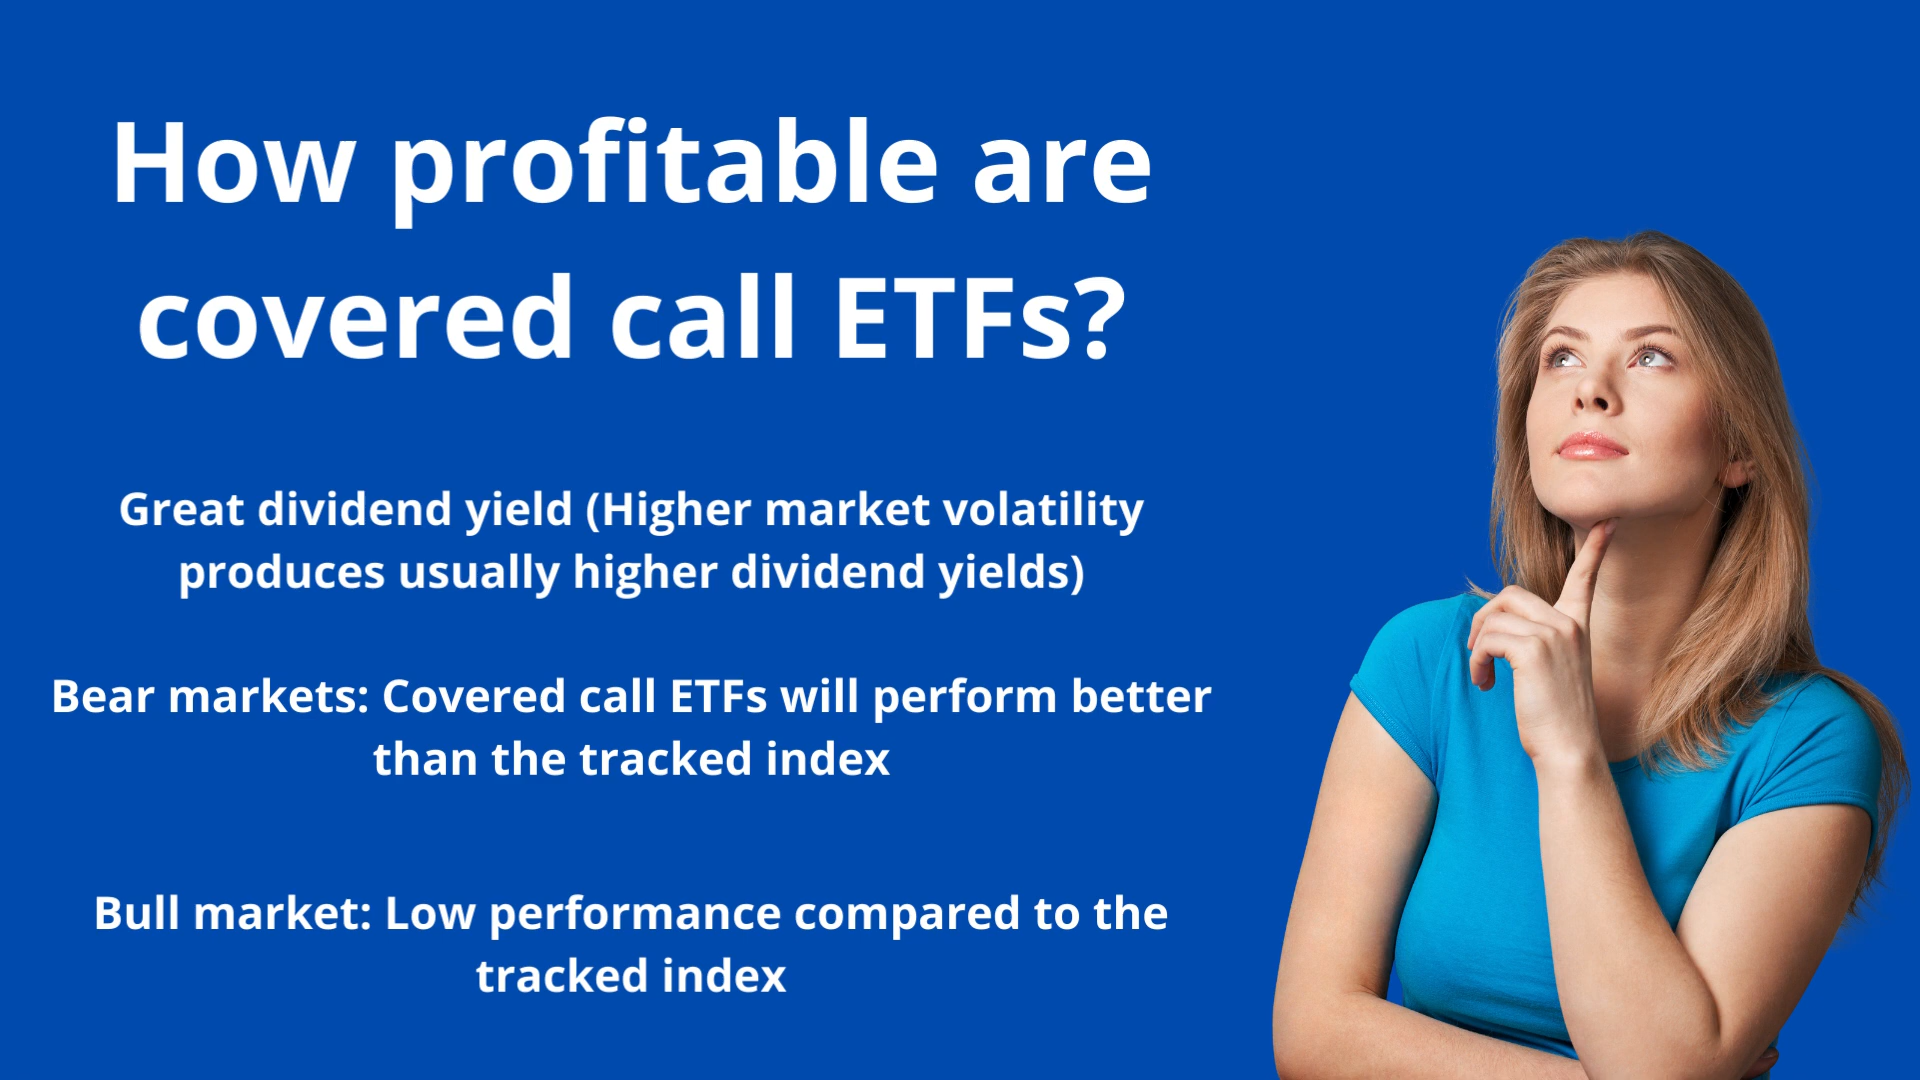 How profitable are
covered call ETFs?
Great dividend yield (Higher market volatility
produces usually higher dividend yields)
Bear markets: Covered call ETFs will perform better
than the tracked index
Bull market: Low performance compared to the
tracked index